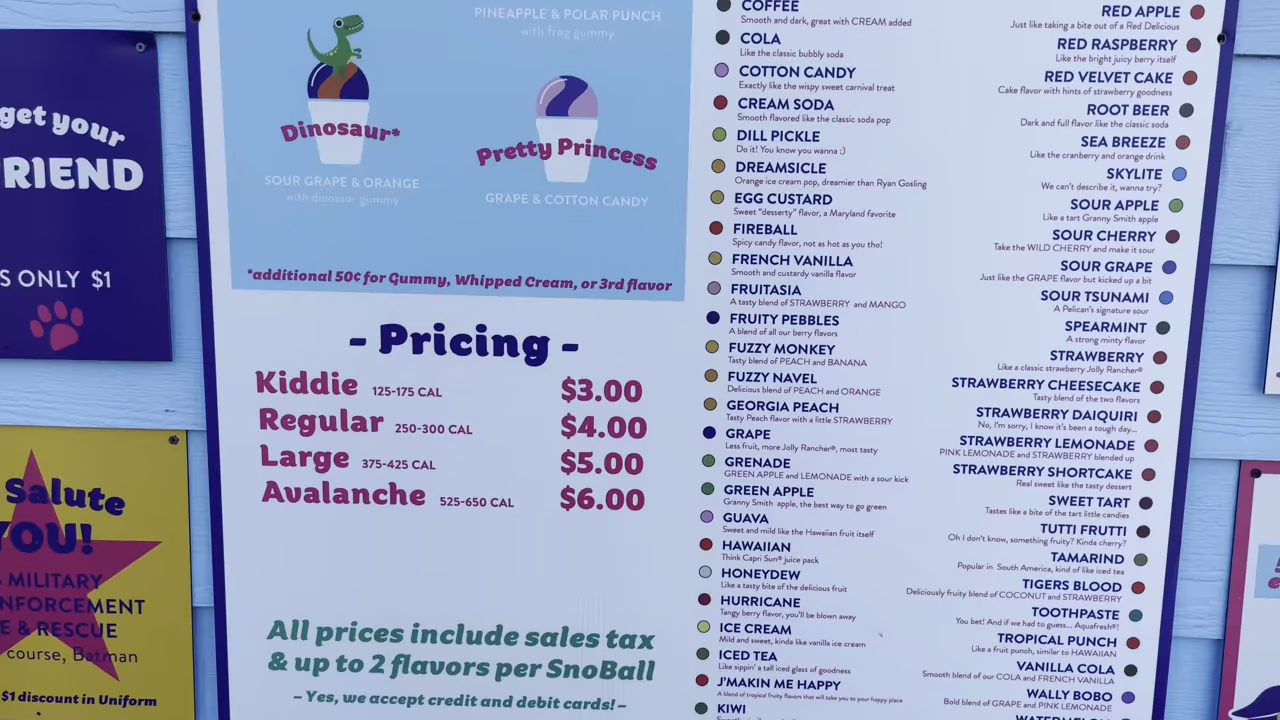 get your
RIEND
S ONLY $1
Salute
YOU!
MILITARY
NFORCEMENT
E & RESCUE
course, Batman
$1 discount in Uniform
PINEAPPLE & POLAR PUNCH
with frog gummy
Dinosaur*
SOUR GRAPE & ORANGE
with dinosaur gummy
Pretty Princess
GRAPE & COTTON CANDY
*additional 50¢ for Gummy, Whipped Cream, or 3rd flavor
- Pricing -
Kiddie 125-175 CAL $3.00
Regular 250-300 CAL $4.00
Large 375-425 CAL $5.00
Avalanche 525-650 CAL $6.00
All prices include sales tax
& up to 2 flavors per SnoBall
– Yes, we accept credit and debit cards! –
COFFEE
Smooth and dark, great with CREAM added
COLA
Like the classic bubbly soda
COTTON CANDY
Exactly like the wispy sweet carnival treat
CREAM SODA
Smooth flavored like the classic soda pop
DILL PICKLE
Do it! You know you wanna :)
DREAMSICLE
Orange ice cream pop, dreamier than Ryan Gosling
EGG CUSTARD
Sweet "desserty" flavor, a Maryland favorite
FIREBALL
Spicy candy flavor, not as hot as you tho!
FRENCH VANILLA
Smooth and custardy vanilla flavor
FRUITASIA
A tasty blend of STRAWBERRY and MANGO
FRUITY PEBBLES
A blend of all our berry flavors
FUZZY MONKEY
Tasty blend of PEACH and BANANA
FUZZY NAVEL
Delicious blend of PEACH and ORANGE
GEORGIA PEACH
Tasty Peach flavor with a little STRAWBERRY
GRAPE
Less fruit, more Jolly Rancher®, most tasty
GRENADE
GREEN APPLE and LEMONADE with a sour kick
GREEN APPLE
Granny Smith apple, the best way to go green
GUAVA
Sweet and mild like the Hawaiian fruit itself
HAWAIIAN
Think Capri Sun® juice pack
HONEYDEW
Like a tasty bite of the delicious fruit
HURRICANE
Tangy berry flavor, you'll be blown away
ICE CREAM
Mild and sweet, kinda like vanilla ice cream
ICED TEA
Like sippin' a tall iced glass of goodness
J'MAKIN ME HAPPY
A blend of tropical fruity flavors that will take you to your happy place
KIWI
RED APPLE
Just like taking a bite out of a Red Delicious
RED RASPBERRY
Like the bright juicy berry itself
RED VELVET CAKE
Cake flavor with hints of strawberry goodness
ROOT BEER
Dark and full flavor like the classic soda
SEA BREEZE
Like the cranberry and orange drink
SKYLITE
We can't describe it, wanna try?
SOUR APPLE
Like a tart Granny Smith apple
SOUR CHERRY
Take the WILD CHERRY and make it sour
SOUR GRAPE
Just like the GRAPE flavor but kicked up a bit
SOUR TSUNAMI
A Pelican's signature sour
SPEARMINT
A strong minty flavor
STRAWBERRY
Like a classic strawberry Jolly Rancher®
STRAWBERRY CHEESECAKE
Tasty blend of the two flavors
STRAWBERRY DAIQUIRI
No, I'm sorry, I know it's been a tough day...
STRAWBERRY LEMONADE
PINK LEMONADE and STRAWBERRY blended up
STRAWBERRY SHORTCAKE
Real sweet like the tasty dessert
SWEET TART
Tastes like a bite of the tart little candies
TUTTI FRUTTI
Oh I don't know, something fruity? Kinda cherry?
TAMARIND
Popular in South America, kind of like iced tea
TIGERS BLOOD
Deliciously fruity blend of COCONUT and STRAWBERRY
TOOTHPASTE
You bet! And if we had to guess... Aquafresh®!
TROPICAL PUNCH
Like a fruit punch, similar to HAWAIIAN
VANILLA COLA
Smooth blend of our COLA and FRENCH VANILLA
WALLY BOBO
Bold blend of GRAPE and PINK LEMONADE
WATERMELON